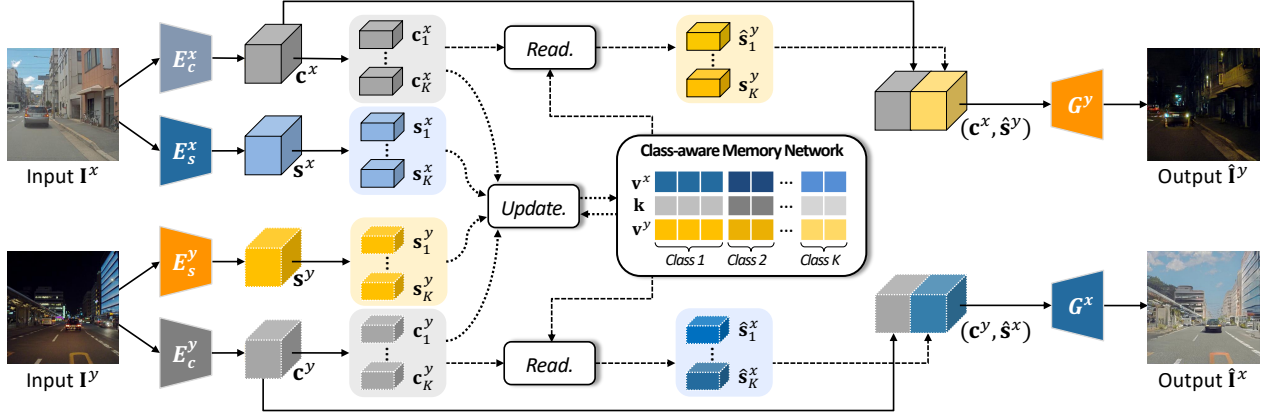 Input I^x
E_c^x
c^x
c_1^x
c_K^x
Read.
ŝ_1^y
s_K^y
(c^x, ŝ^y)
G^y
Output Î^y
E_s^x
s^x
s_1^x
s_K^x
Class-aware Memory Network
v^x
k
v^y
...
...
...
Class 1
Class 2
Class K
Update.
Input I^y
E_s^y
s^y
s_1^y
s_K^y
E_c^y
c^y
c_1^y
c_K^y
Read.
ŝ_1^x
ŝ_K^x
(c^y, ŝ^x)
G^x
Output Î^x